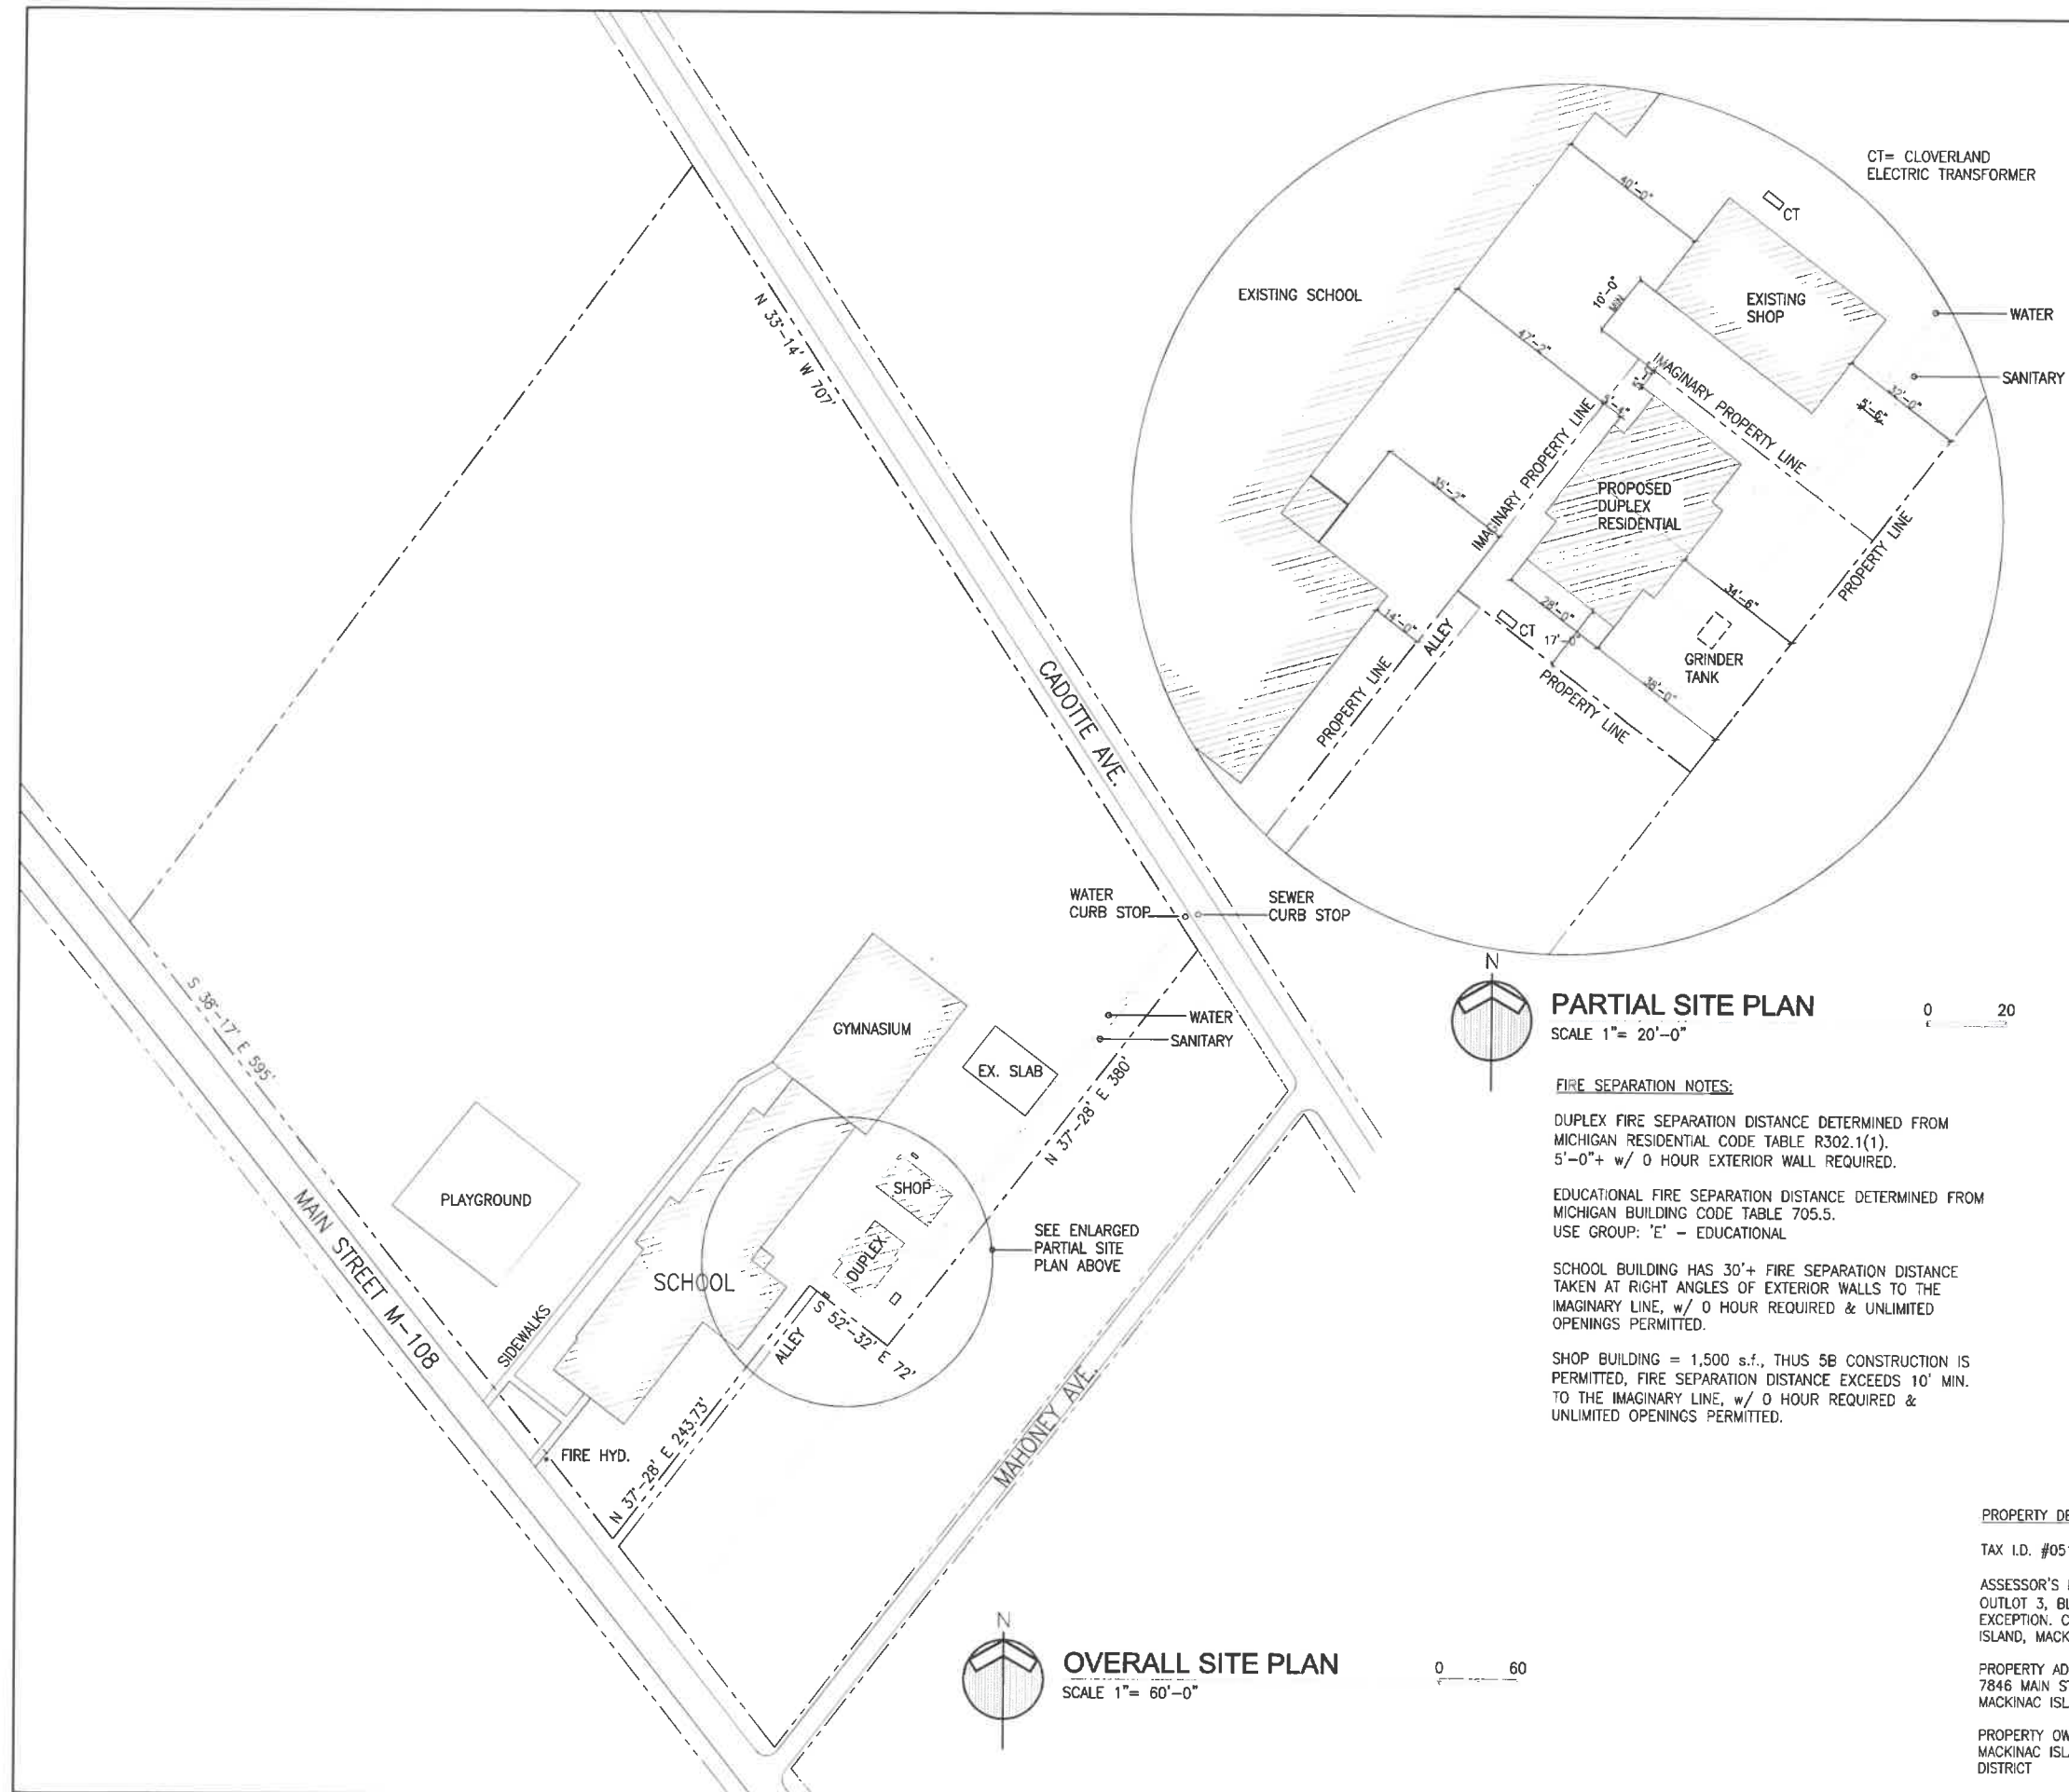 CT= CLOVERLAND
ELECTRIC TRANSFORMER
40'-0"
CT
EXISTING SCHOOL
10'-0"
MIN
EXISTING
SHOP
WATER
47'-2"
IMAGINARY PROPERTY LINE
SANITARY
32'-0"
5'-6"
IMAGINARY PROPERTY LINE
35'-2"
PROPOSED
DUPLEX
RESIDENTIAL
PROPERTY LINE
34'-6"
28'-0"
14'-0"
ALLEY
CT
17'-0"
GRINDER
TANK
38'-0"
PROPERTY LINE
PROPERTY LINE
N 33'-14' W 707'
CADOTTE AVE.
WATER
CURB STOP
SEWER
CURB STOP
S 38'-17' E 595'
GYMNASIUM
WATER
SANITARY
EX. SLAB
N 37'-28' E 380'
PLAYGROUND
SHOP
MAIN STREET M-108
SEE ENLARGED
PARTIAL SITE
PLAN ABOVE
DUPLEX
SCHOOL
SIDEWALKS
S 52'-32' E 72'
ALLEY
MAHONEY AVE.
FIRE HYD.
N 37'-28' E 243.73'
N
PARTIAL SITE PLAN
SCALE 1"= 20'-0"
0 20
FIRE SEPARATION NOTES:
DUPLEX FIRE SEPARATION DISTANCE DETERMINED FROM
MICHIGAN RESIDENTIAL CODE TABLE R302.1(1).
5'-0"+ w/ 0 HOUR EXTERIOR WALL REQUIRED.
EDUCATIONAL FIRE SEPARATION DISTANCE DETERMINED FROM
MICHIGAN BUILDING CODE TABLE 705.5.
USE GROUP: 'E' - EDUCATIONAL
SCHOOL BUILDING HAS 30'+ FIRE SEPARATION DISTANCE
TAKEN AT RIGHT ANGLES OF EXTERIOR WALLS TO THE
IMAGINARY LINE, w/ 0 HOUR REQUIRED & UNLIMITED
OPENINGS PERMITTED.
SHOP BUILDING = 1,500 s.f., THUS 5B CONSTRUCTION IS
PERMITTED, FIRE SEPARATION DISTANCE EXCEEDS 10' MIN.
TO THE IMAGINARY LINE, w/ 0 HOUR REQUIRED &
UNLIMITED OPENINGS PERMITTED.
N
OVERALL SITE PLAN
SCALE 1"= 60'-0"
0 60
PROPERTY
TAX I.D. #05
ASSESSOR'S
OUTLOT 3,
EXCEPTION.
ISLAND,
PROPERTY
7846 MAIN
MACKINAC
PROPERTY
MACKINAC
DISTRICT